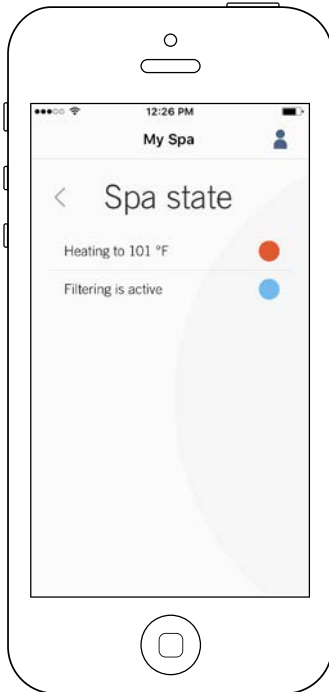 12:26 PM
My Spa
Spa state
Heating to 101 °F
Filtering is active